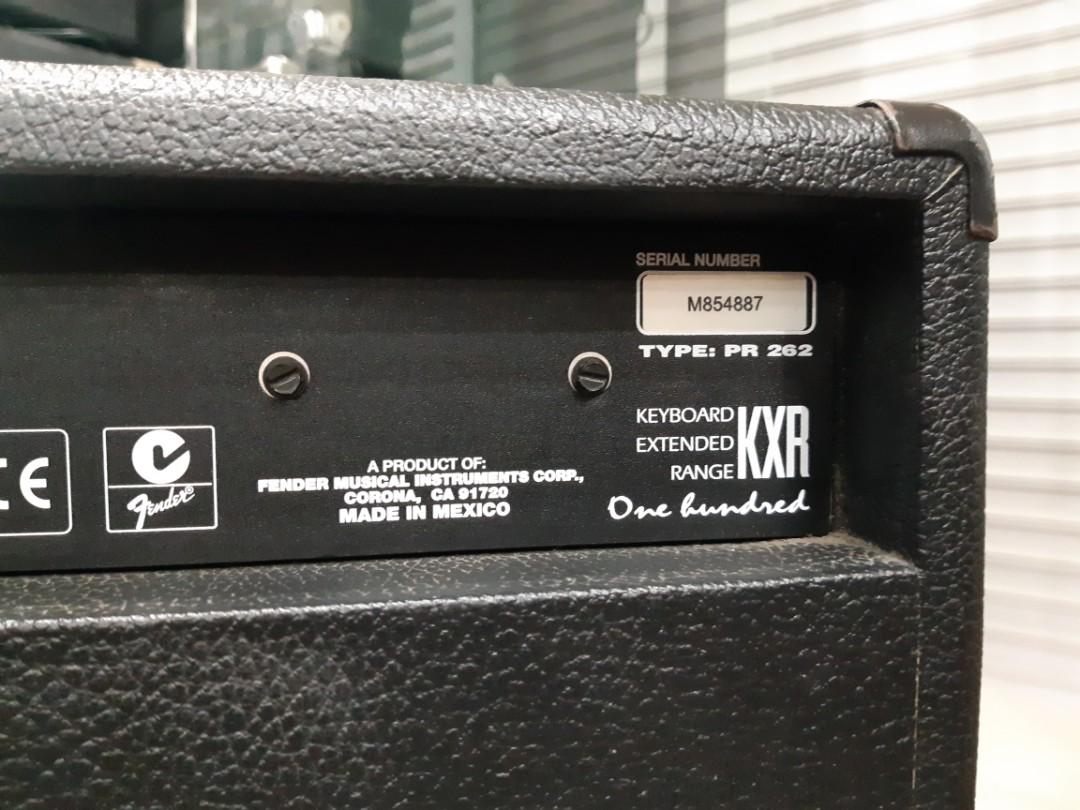 SERIAL NUMBER
M854887
TYPE: PR 262
KEYBOARD
EXTENDED
RANGE
KXR
One hundred
CE
Fender®
A PRODUCT OF:
FENDER MUSICAL INSTRUMENTS CORP.,
CORONA, CA 91720
MADE IN MEXICO